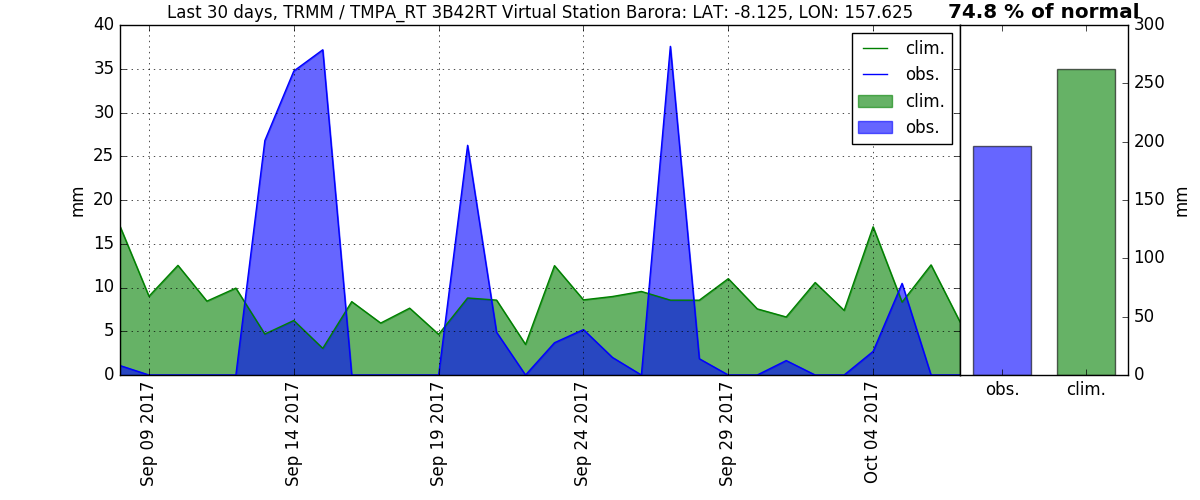 Last 30 days, TRMM / TMPA_RT 3B42RT Virtual Station Barora: LAT: -8.125, LON: 157.625
74.8 % of normal
40
35
30
25
20
15
10
5
0
mm
clim.
obs.
clim.
obs.
Sep 09 2017
Sep 14 2017
Sep 19 2017
Sep 24 2017
Sep 29 2017
Oct 04 2017
300
250
200
150
100
50
0
mm
obs.
clim.